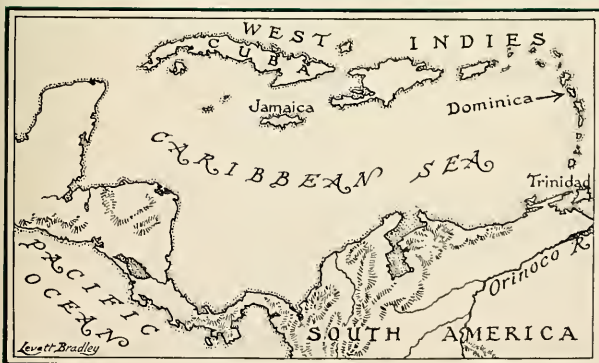 WEST INDIES
CUBA
Jamaica
Dominica
CARIBBEAN SEA
Trinidad
PACIFIC
OCEAN
Orinoco R.
SOUTH AMERICA
Levett Bradley